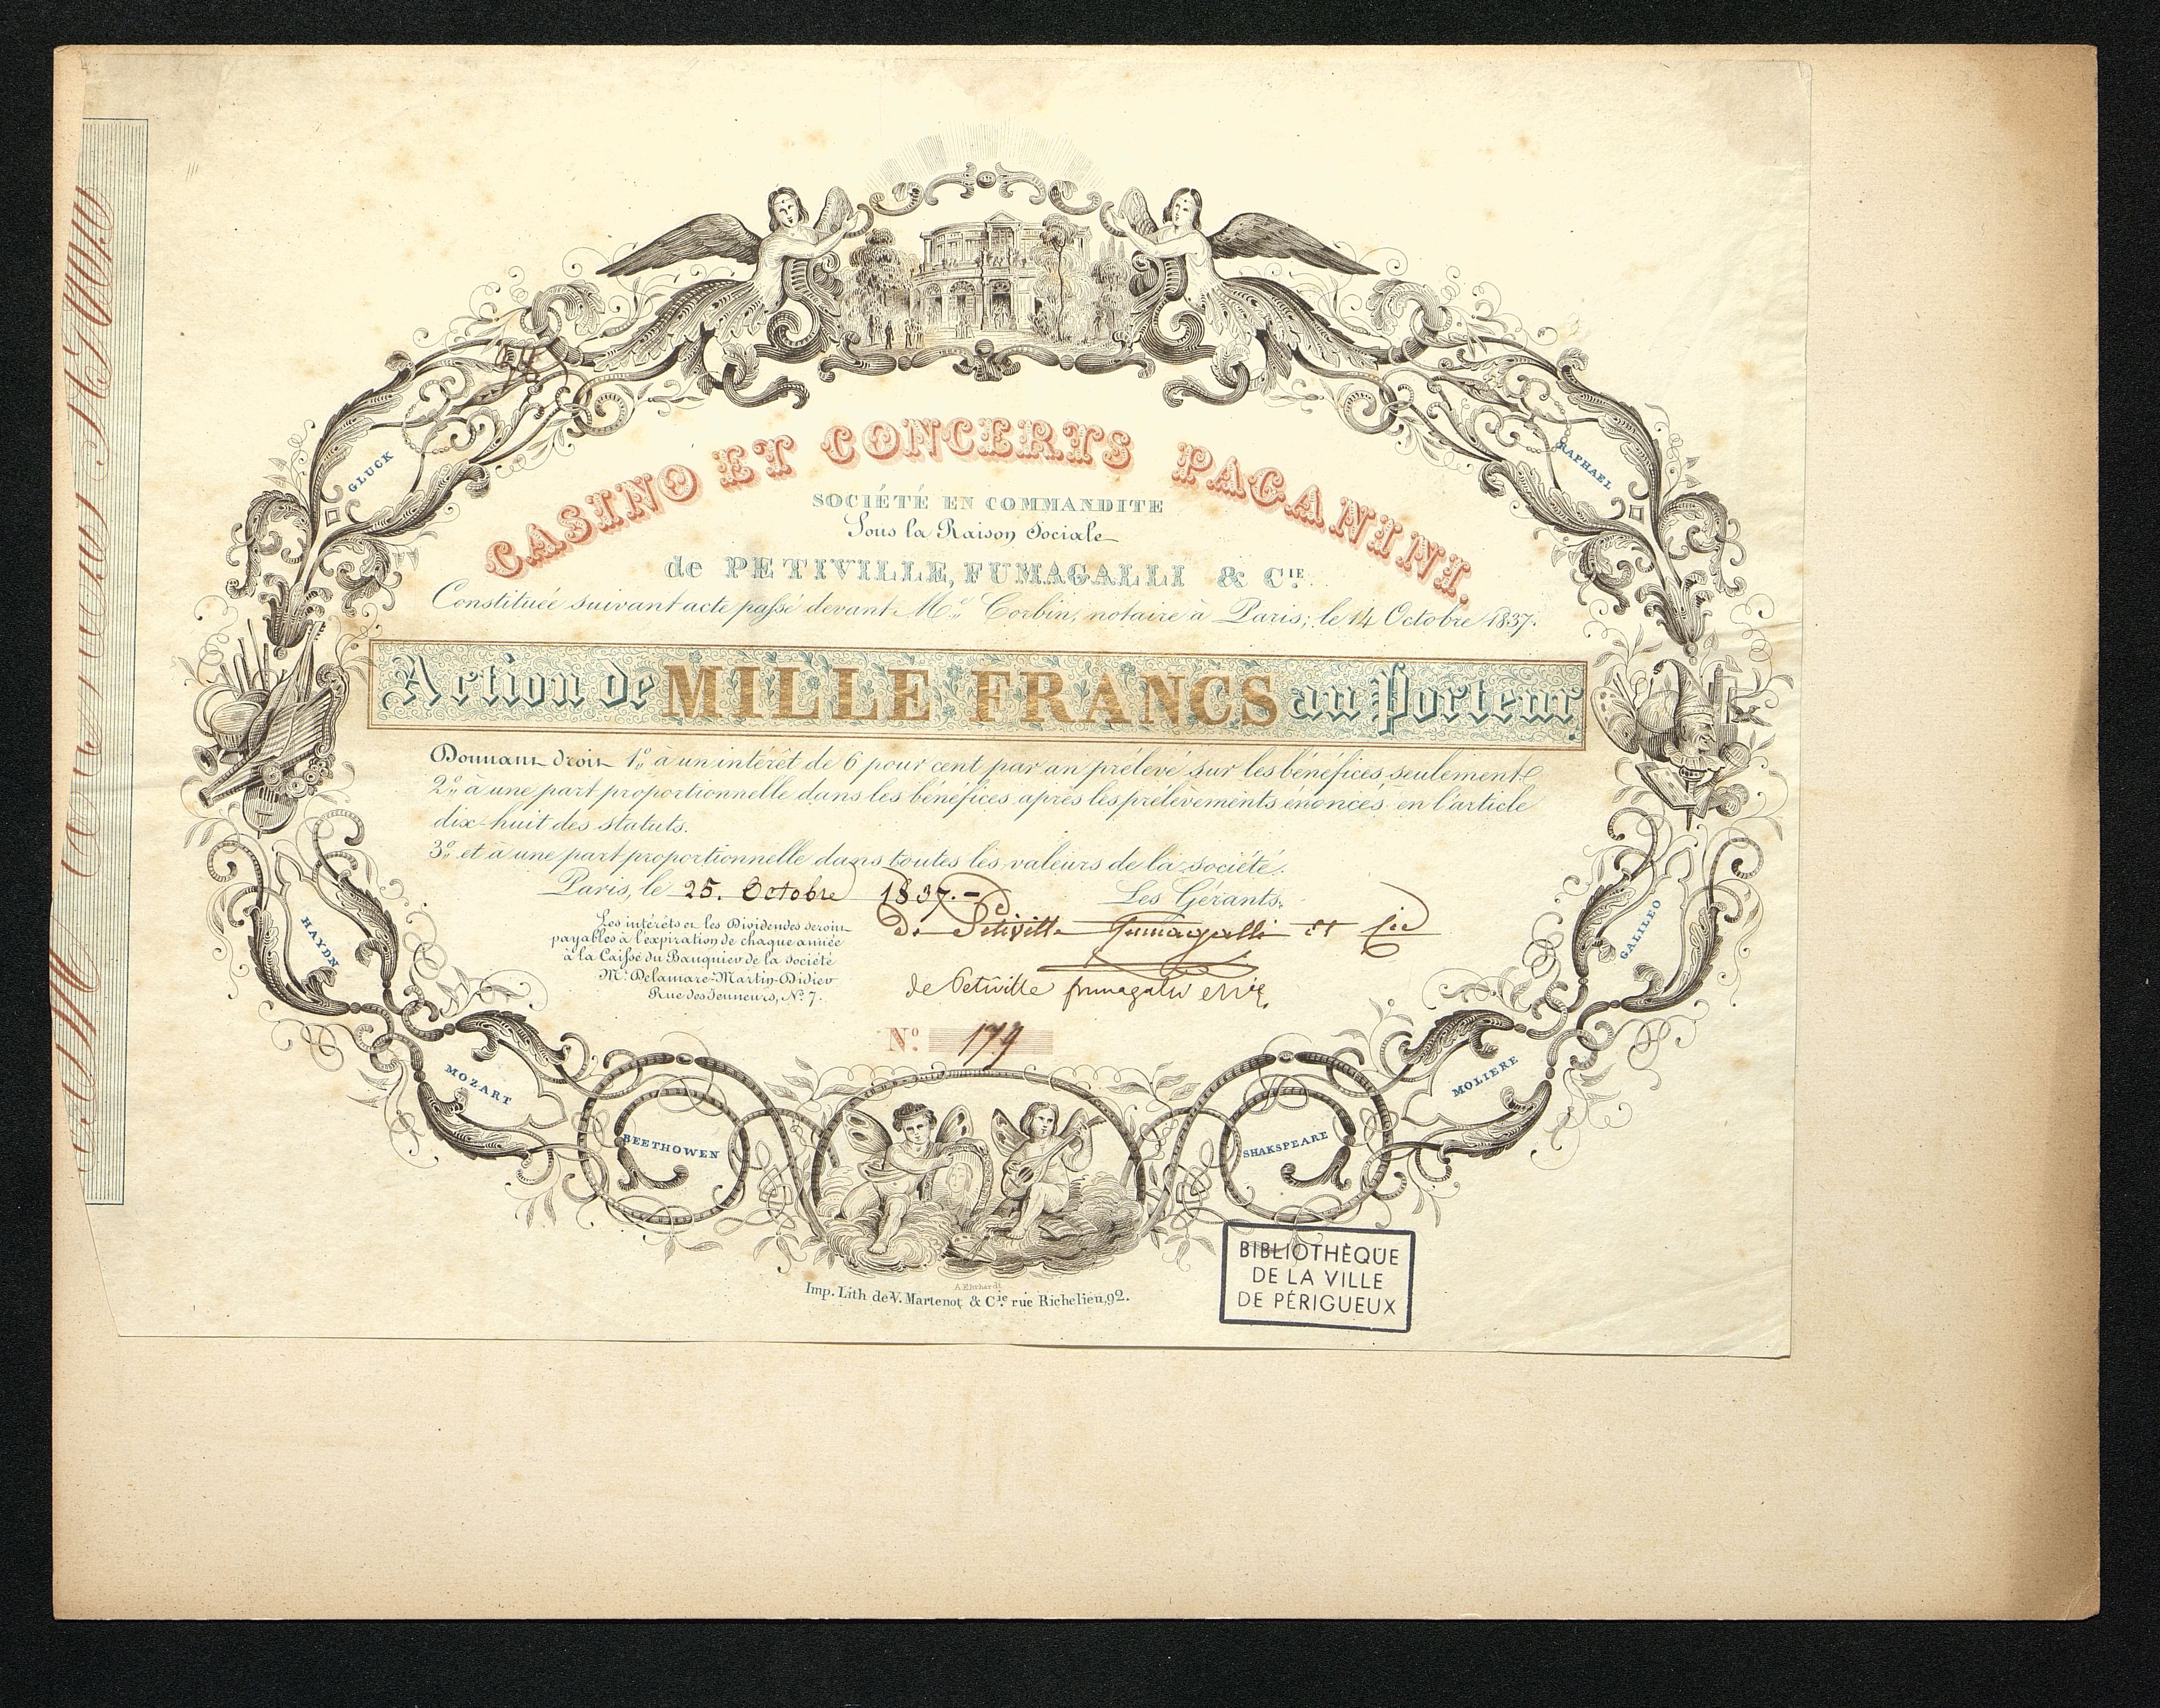 CASINO ET CONCERTS PAGANINI.
SOCIÉTÉ EN COMMANDITE
Sous la Raison Sociale
de PETIVILLE, FUMAGALLI & CIE.
Constituée suivant acte passé devant Me. Corbin, notaire à Paris; le 14 Octobre 1837.
Action de MILLE FRANCS au Porteur
Donnant droit 1º à un intérêt de 6 pour cent par an prélevé sur les bénéfices seulement
2º à une part proportionnelle dans les bénéfices après les prélèvements énoncés en l'article
dix-huit des statuts.
3º et à une part proportionnelle dans toutes les valeurs de la société.
Paris, le 25. Octobre 1837.-
Les Gérants,
Les intérêts et les Dividendes seront
payables à l'expiration de chaque année
à la Caisse du Banquier de la société
Mr. Delamare-Martin-Didier
Rue des Jeuneurs, Nº 7.
de Petiville Fumagalli et Cie
de Petiville fumagalli et Cie.
Nº. 179
GLUCK
RAPHAEL
HAYDN
GALILEO
MOZART
MOLIERE
BEETHOWEN
SHAKSPEARE
A. Ehrhardt
Imp. Lith de V. Martenot & Cie. rue Richelieu, 92.
BIBLIOTHÈQUE
DE LA VILLE
DE PÉRIGUEUX